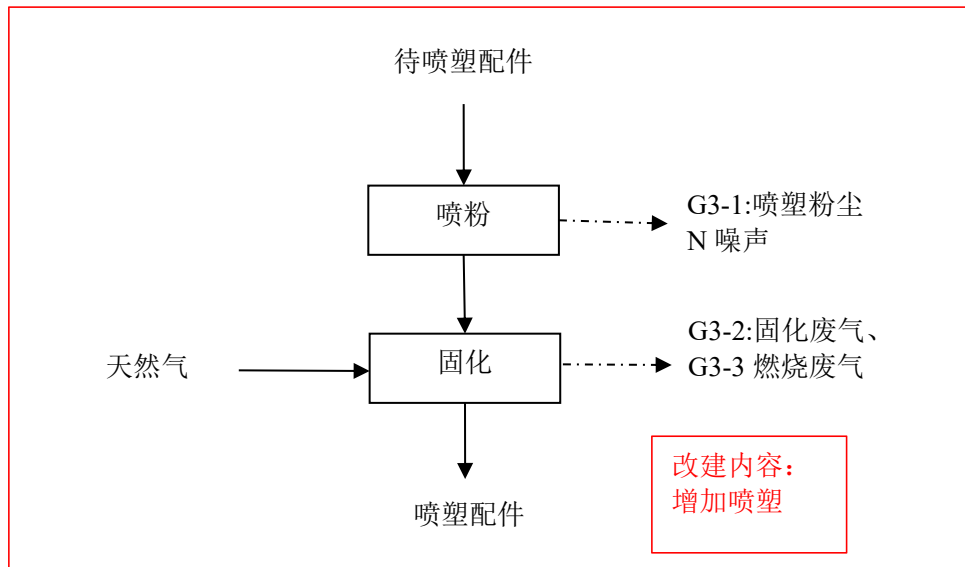 待喷塑配件
喷粉
G3-1:喷塑粉尘
N 噪声
天然气
固化
G3-2:固化废气、
G3-3 燃烧废气
改建内容：
增加喷塑
喷塑配件